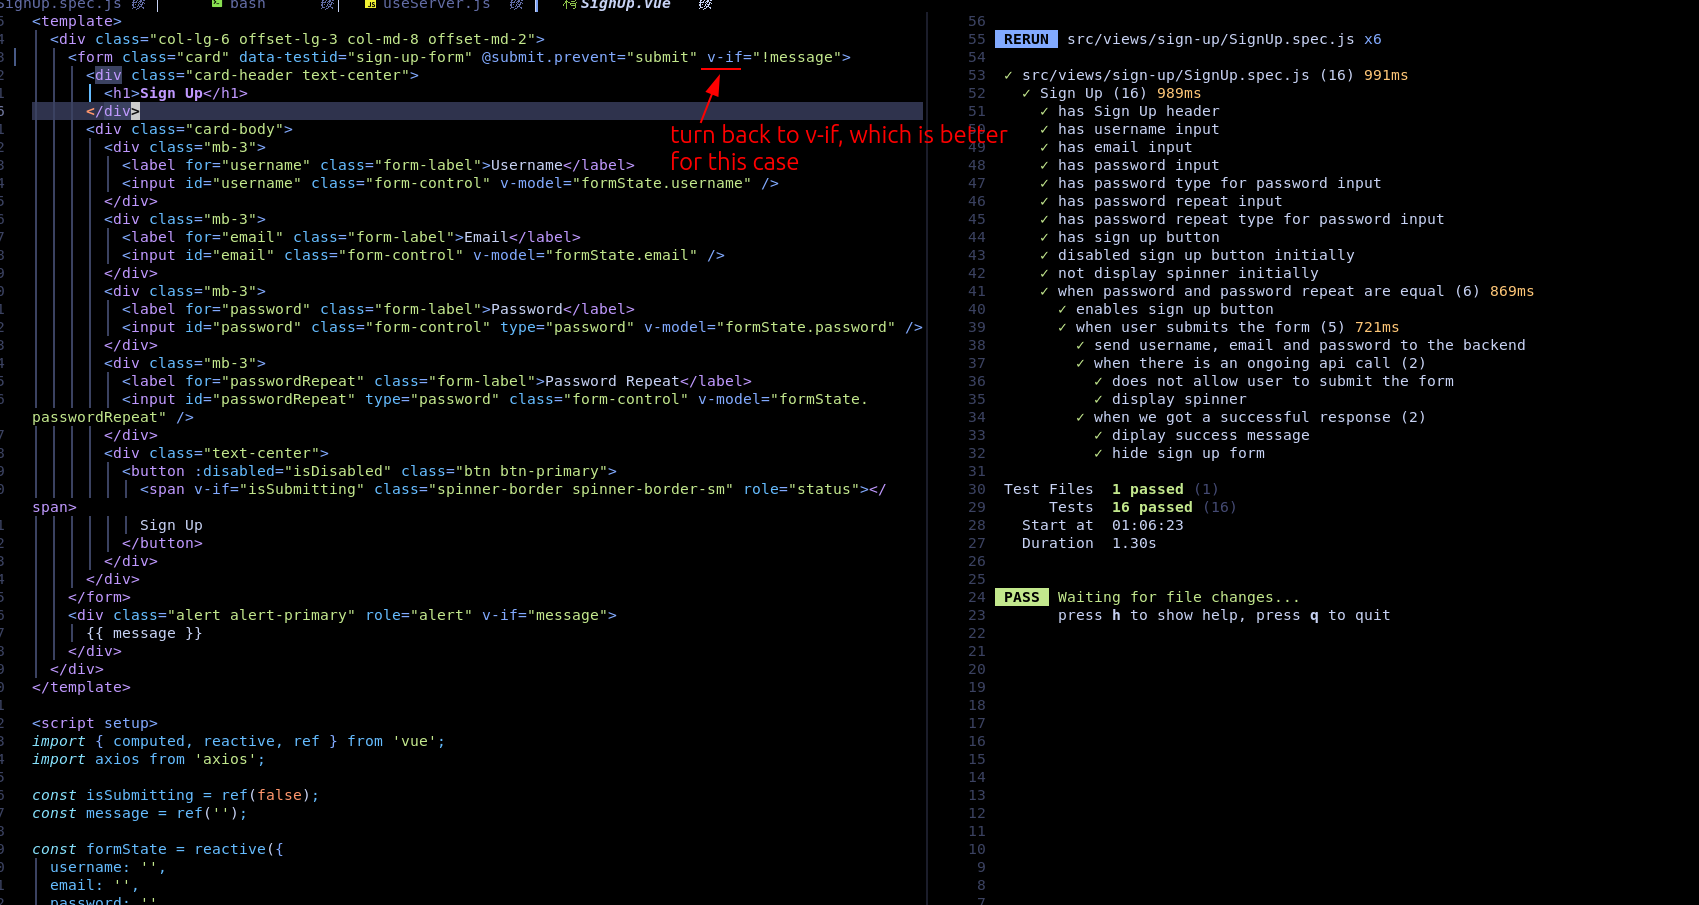 SignUp.spec.js bash useServer.js SignUp.vue
<template>
<div class="col-lg-6 offset-lg-3 col-md-8 offset-md-2">
<form class="card" data-testid="sign-up-form" @submit.prevent="submit" v-if="!message">
<div class="card-header text-center">
<h1>Sign Up</h1>
</div>
<div class="card-body">
<div class="mb-3">
<label for="username" class="form-label">Username</label>
<input id="username" class="form-control" v-model="formState.username" />
</div>
<div class="mb-3">
<label for="email" class="form-label">Email</label>
<input id="email" class="form-control" v-model="formState.email" />
</div>
<div class="mb-3">
<label for="password" class="form-label">Password</label>
<input id="password" class="form-control" type="password" v-model="formState.password" />
</div>
<div class="mb-3">
<label for="passwordRepeat" class="form-label">Password Repeat</label>
<input id="passwordRepeat" type="password" class="form-control" v-model="formState.
passwordRepeat" />
</div>
<div class="text-center">
<button :disabled="isDisabled" class="btn btn-primary">
<span v-if="isSubmitting" class="spinner-border spinner-border-sm" role="status"></
span>
Sign Up
</button>
</div>
</div>
</form>
<div class="alert alert-primary" role="alert" v-if="message">
{{ message }}
</div>
</div>
</template>
<script setup>
import { computed, reactive, ref } from 'vue';
import axios from 'axios';
const isSubmitting = ref(false);
const message = ref('');
const formState = reactive({
username: '',
email: '',
password: ''
turn back to v-if, which is better
for this case
56
55 RERUN src/views/sign-up/SignUp.spec.js x6
54
53 ✓ src/views/sign-up/SignUp.spec.js (16) 991ms
52 ✓ Sign Up (16) 989ms
51 ✓ has Sign Up header
50 ✓ has username input
49 ✓ has email input
48 ✓ has password input
47 ✓ has password type for password input
46 ✓ has password repeat input
45 ✓ has password repeat type for password input
44 ✓ has sign up button
43 ✓ disabled sign up button initially
42 ✓ not display spinner initially
41 ✓ when password and password repeat are equal (6) 869ms
40 ✓ enables sign up button
39 ✓ when user submits the form (5) 721ms
38 ✓ send username, email and password to the backend
37 ✓ when there is an ongoing api call (2)
36 ✓ does not allow user to submit the form
35 ✓ display spinner
34 ✓ when we got a successful response (2)
33 ✓ diplay success message
32 ✓ hide sign up form
31
30 Test Files 1 passed (1)
29 Tests 16 passed (16)
28 Start at 01:06:23
27 Duration 1.30s
26
25
24 PASS Waiting for file changes...
23 press h to show help, press q to quit
22
21
20
19
18
17
16
15
14
13
12
11
10
9
8
7